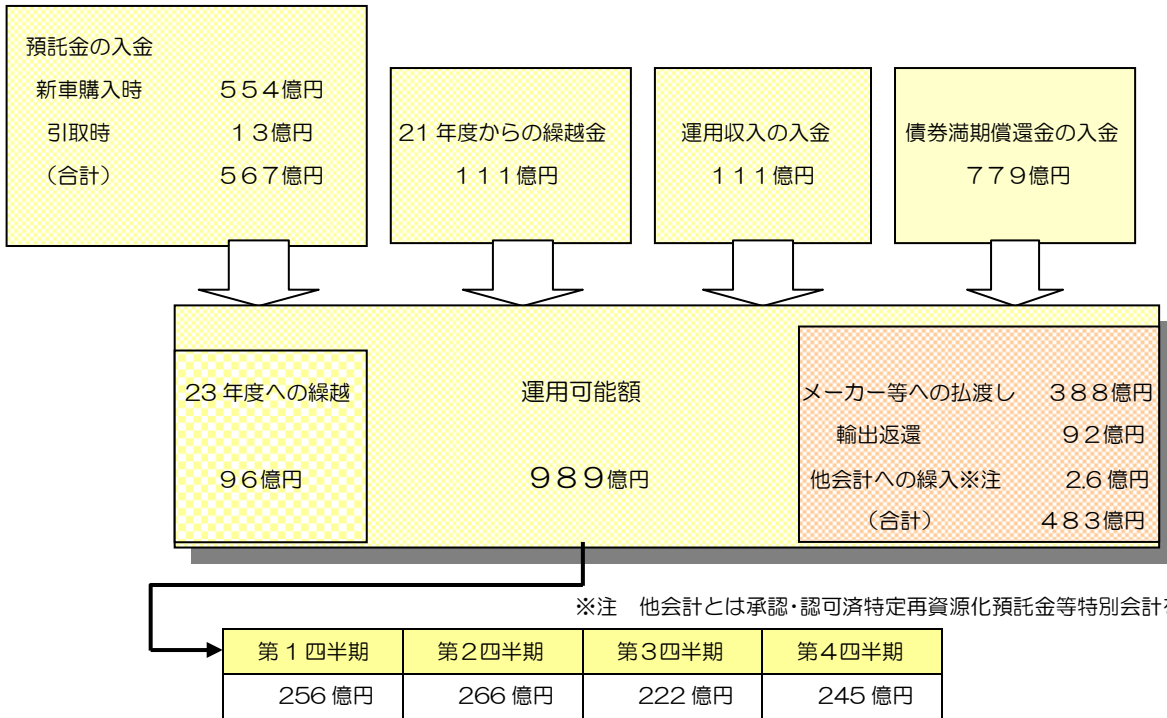 預託金の入金
新車購入時 554億円
引取時 13億円
（合計） 567億円
21年度からの繰越金
111億円
運用収入の入金
111億円
債券満期償還金の入金
779億円
23年度への繰越
96億円
運用可能額
989億円
メーカー等への払渡し 388億円
輸出返還 92億円
他会計への繰入※注 2.6億円
（合計） 483億円
※注 他会計とは承認・認可済特定再資源化預託金等特別会計
第1四半期 第2四半期 第3四半期 第4四半期
256億円 266億円 222億円 245億円